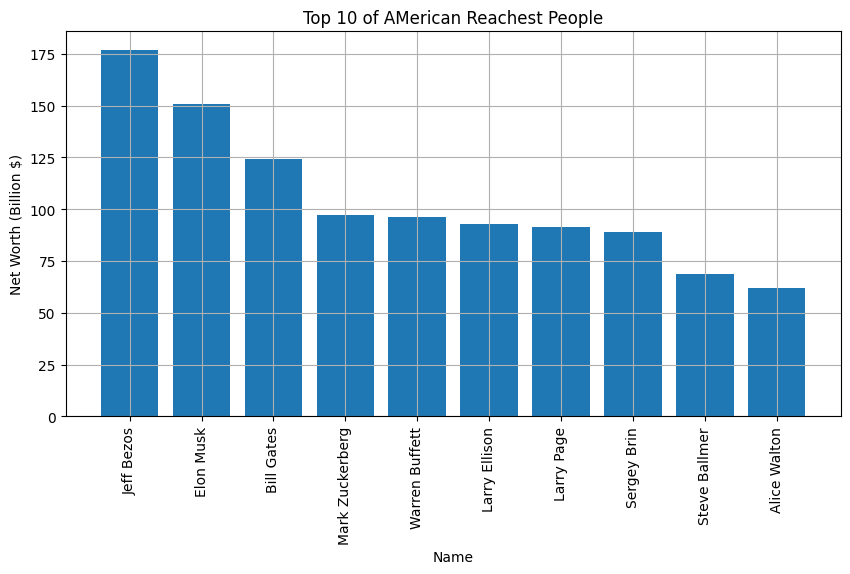 Top 10 of AMerican Reachest People
Net Worth (Billion $)
175
150
125
100
75
50
25
0
Jeff Bezos
Elon Musk
Bill Gates
Mark Zuckerberg
Warren Buffett
Larry Ellison
Larry Page
Sergey Brin
Steve Ballmer
Alice Walton
Name